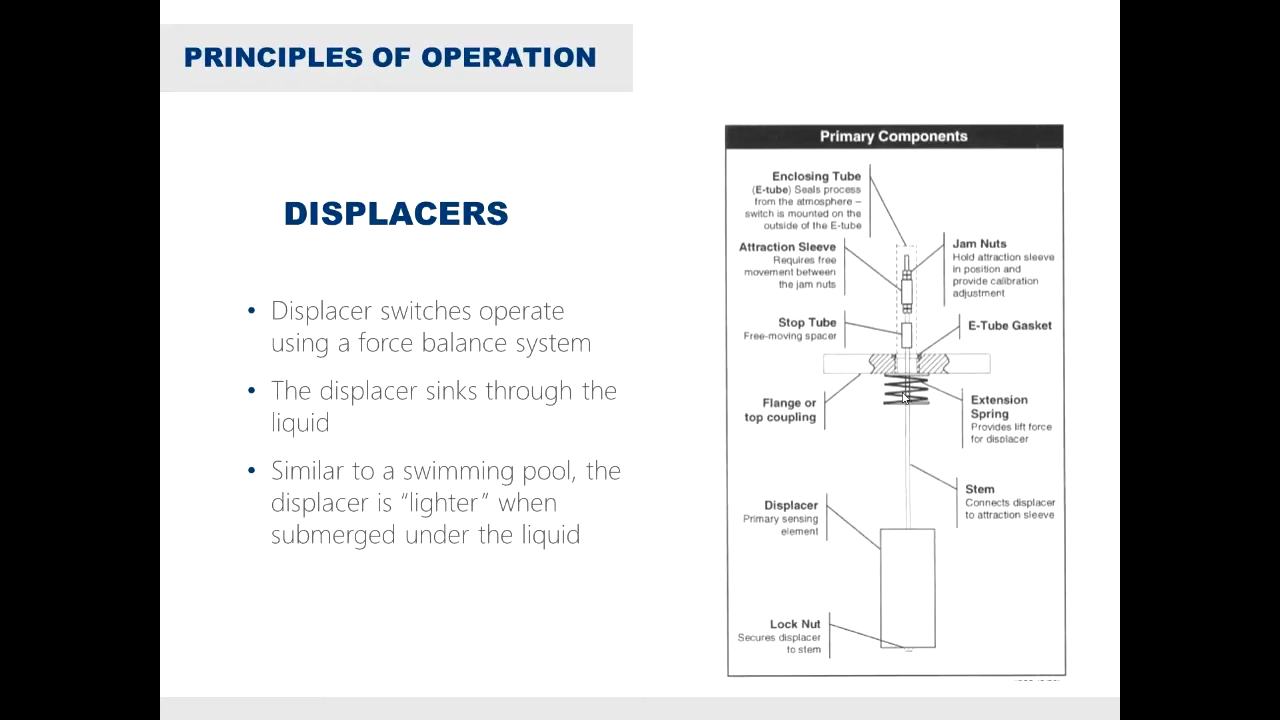 PRINCIPLES OF OPERATION
DISPLACERS
• Displacer switches operate
using a force balance system
• The displacer sinks through the
liquid
• Similar to a swimming pool, the
displacer is “lighter” when
submerged under the liquid
Primary Components
Enclosing Tube
(E-tube) Seals process
from the atmosphere –
switch is mounted on the
outside of the E-tube
Attraction Sleeve
Requires free
movement between
the jam nuts
Jam Nuts
Hold attraction sleeve
in position and
provide calibration
adjustment
Stop Tube
Free-moving spacer
E-Tube Gasket
Flange or
top coupling
Extension
Spring
Provides lift force
for displacer
Stem
Connects displacer
to attraction sleeve
Displacer
Primary sensing
element
Lock Nut
Secures displacer
to stem